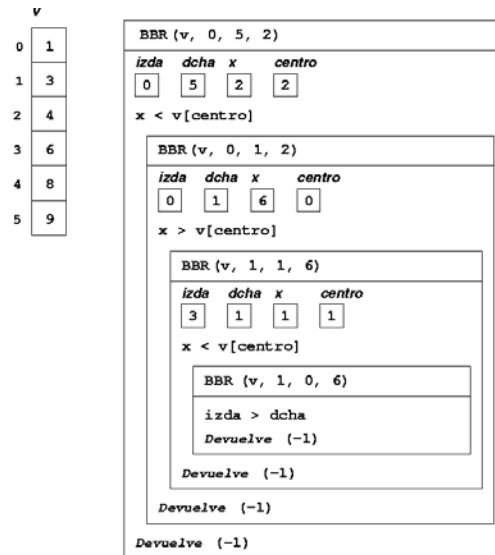 v
0 1
1 3
2 4
3 6
4 8
5 9
BBR(v, 0, 5, 2)
izda dcha x centro
0 5 2 2
x < v[centro]
BBR(v, 0, 1, 2)
izda dcha x centro
0 1 6 0
x > v[centro]
BBR(v, 1, 1, 6)
izda dcha x centro
3 1 1 1
x < v[centro]
BBR (v, 1, 0, 6)
izda > dcha
Devuelve (-1)
Devuelve (-1)
Devuelve (-1)
Devuelve (-1)